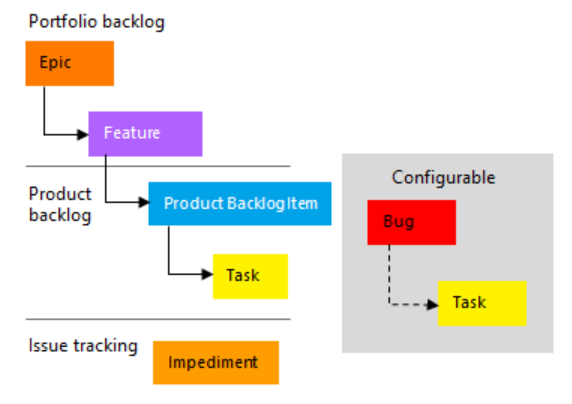 Portfolio backlog
Epic
Feature
Product
backlog
Product Backlog Item
Task
Configurable
Bug
Task
Issue tracking
Impediment